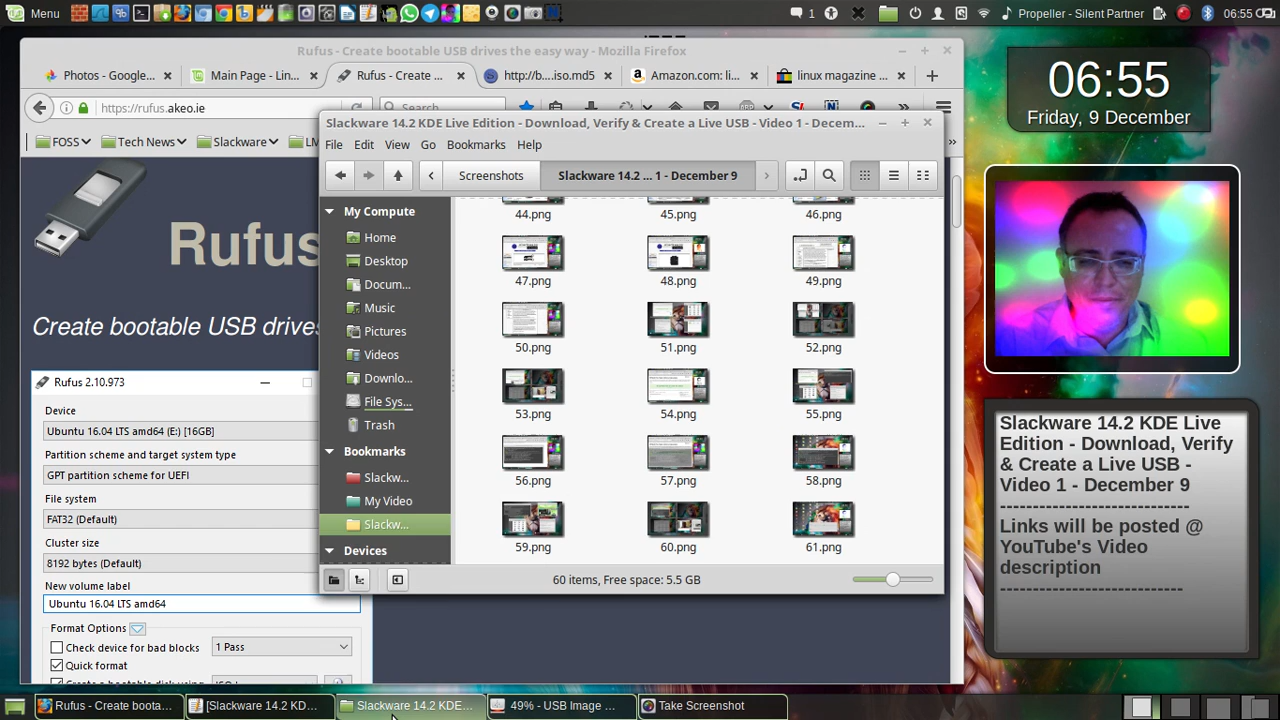 Menu
1
Propeller - Silent Partner
06:55
Rufus - Create bootable USB drives the easy way - Mozilla Firefox
Photos - Google...
Main Page - Lin...
Rufus - Create ...
http://b....iso.md5
Amazon.com: li...
linux magazine ...
https://rufus.akeo.ie
Search
FOSS
Tech News
Slackware
Rufus
Create bootable USB drives
Rufus 2.10.973
Device
Ubuntu 16.04 LTS amd64 (E:) [16GB]
Partition scheme and target system type
GPT partition scheme for UEFI
File system
FAT32 (Default)
Cluster size
8192 bytes (Default)
New volume label
Ubuntu 16.04 LTS amd64
Format Options
Check device for bad blocks
1 Pass
Quick format
Slackware 14.2 KDE Live Edition - Download, Verify & Create a Live USB - Video 1 - Decem...
File Edit View Go Bookmarks Help
Screenshots
Slackware 14.2 ... 1 - December 9
My Compute
Home
Desktop
Docum...
Music
Pictures
Videos
Downlo...
File Sys...
Trash
Bookmarks
Slackw...
My Video
Slackw...
Devices
44.png 45.png 46.png
47.png 48.png 49.png
50.png 51.png 52.png
53.png 54.png 55.png
56.png 57.png 58.png
59.png 60.png 61.png
60 items, Free space: 5.5 GB
06:55
Friday, 9 December
Slackware 14.2 KDE Live
Edition - Download, Verify
& Create a Live USB -
Video 1 - December 9
----------------------------
Links will be posted @
YouTube's Video
description
---------------------------
Rufus - Create boota...
[Slackware 14.2 KD...
Slackware 14.2 KDE...
49% - USB Image ...
Take Screenshot